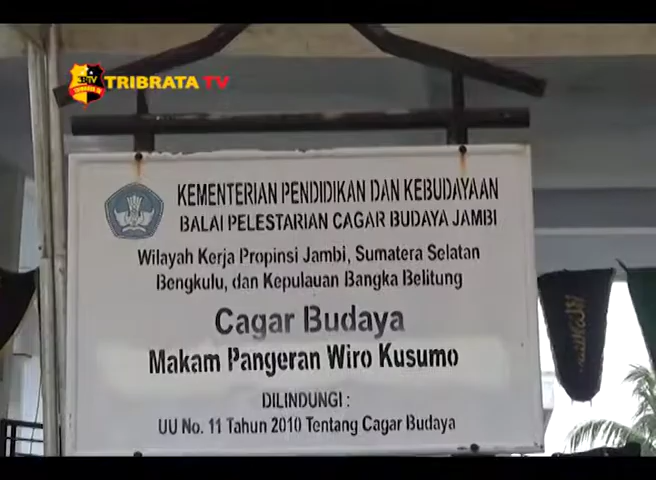 TRIBRATA TV
KEMENTERIAN PENDIDIKAN DAN KEBUDAYAAN
BALAI PELESTARIAN CAGAR BUDAYA JAMBI
WILAYAH KERJA PROPINSI JAMBI, SUMATERA SELATAN
BENGKULU, DAN KEPULAUAN BANGKA BELITUNG
CAGAR BUDAYA
MAKAM PANGERAN WIRO KUSUMO
DILINDUNGI :
UU No. 11 TAHUN 2010 TENTANG CAGAR BUDAYA